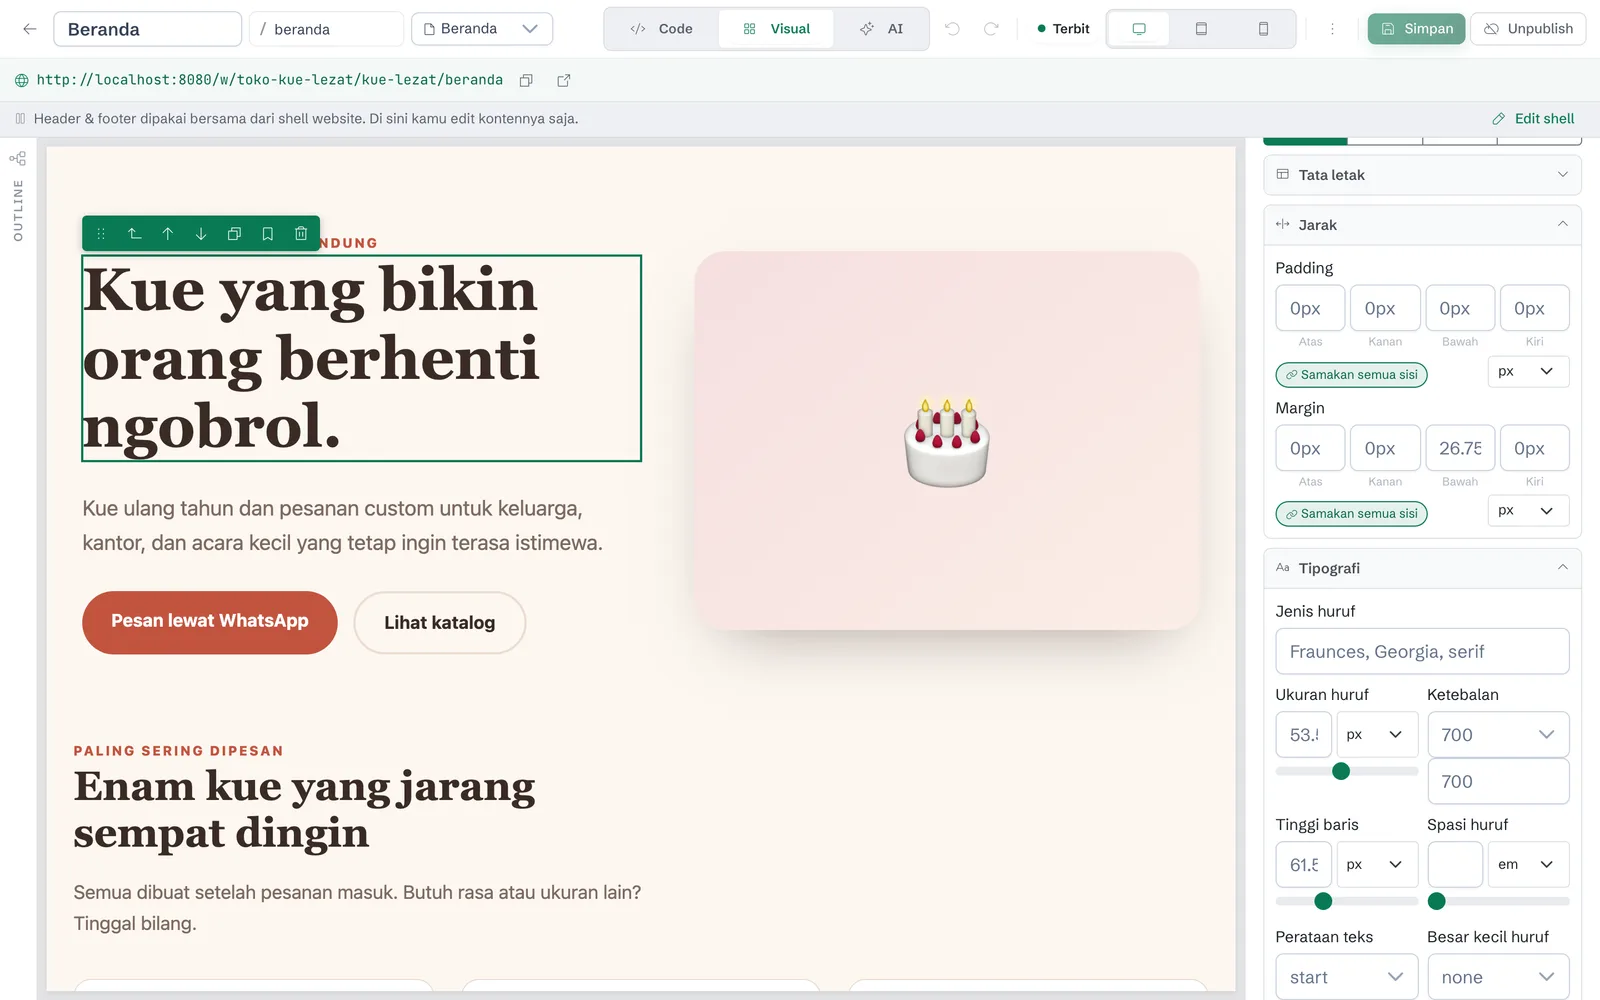 Beranda
/ beranda
Beranda
Code
Visual
AI
Terbit
Simpan
Unpublish
http://localhost:8080/w/toko-kue-lezat/kue-lezat/beranda
Header & footer dipakai bersama dari shell website. Di sini kamu edit kontennya saja.
Edit shell
OUTLINE
NDUNG
Kue yang bikin
orang berhenti
ngobrol.
Kue ulang tahun dan pesanan custom untuk keluarga,
kantor, dan acara kecil yang tetap ingin terasa istimewa.
Pesan lewat WhatsApp
Lihat katalog
PALING SERING DIPESAN
Enam kue yang jarang
sempat dingin
Semua dibuat setelah pesanan masuk. Butuh rasa atau ukuran lain?
Tinggal bilang.
Tata letak
Jarak
Padding
0px 0px 0px 0px
Atas Kanan Bawah Kiri
Samakan semua sisi
px
Margin
0px 0px 26.75 0px
Atas Kanan Bawah Kiri
Samakan semua sisi
px
Aa Tipografi
Jenis huruf
Fraunces, Georgia, serif
Ukuran huruf Ketebalan
53. px 700
700
Tinggi baris Spasi huruf
61.5 px em
Perataan teks Besar kecil huruf
start none